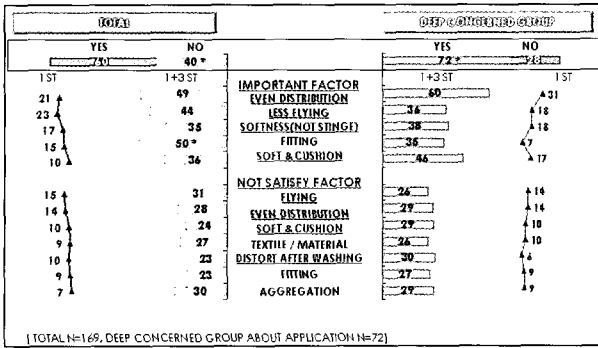 TOTAL DEEP CONCERNED GROUP
YES NO YES NO
40* 72* 28
1 ST 1+3 ST 1+3 ST 1 ST
IMPORTANT FACTOR
21 49 EVEN DISTRIBUTION 60 31
23 44 LESS FLYING 36 18
17 35 SOFTNESS(NOT STINGE) 38 18
15 50* FITTING 35 7
10 36 SOFT & CUSHION 46 17
NOT SATISFY FACTOR
15 31 FLYING 26 14
14 28 EVEN DISTRIBUTION 29 14
10 24 SOFT & CUSHION 29 10
9 27 TEXTILE / MATERIAL 26 10
10 23 DISTORT AFTER WASHING 30 6
9 23 FITTING 27 9
7 30 AGGREGATION 29 9
[ TOTAL N=169, DEEP CONCERNED GROUP ABOUT APPLICATION N=72]